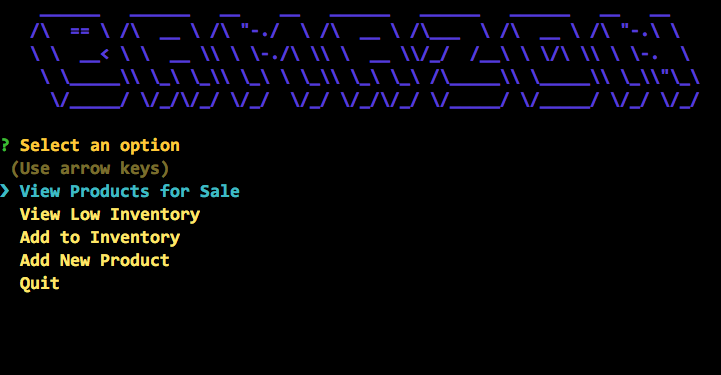 BAMAZON
? Select an option
(Use arrow keys)
❯ View Products for Sale
View Low Inventory
Add to Inventory
Add New Product
Quit